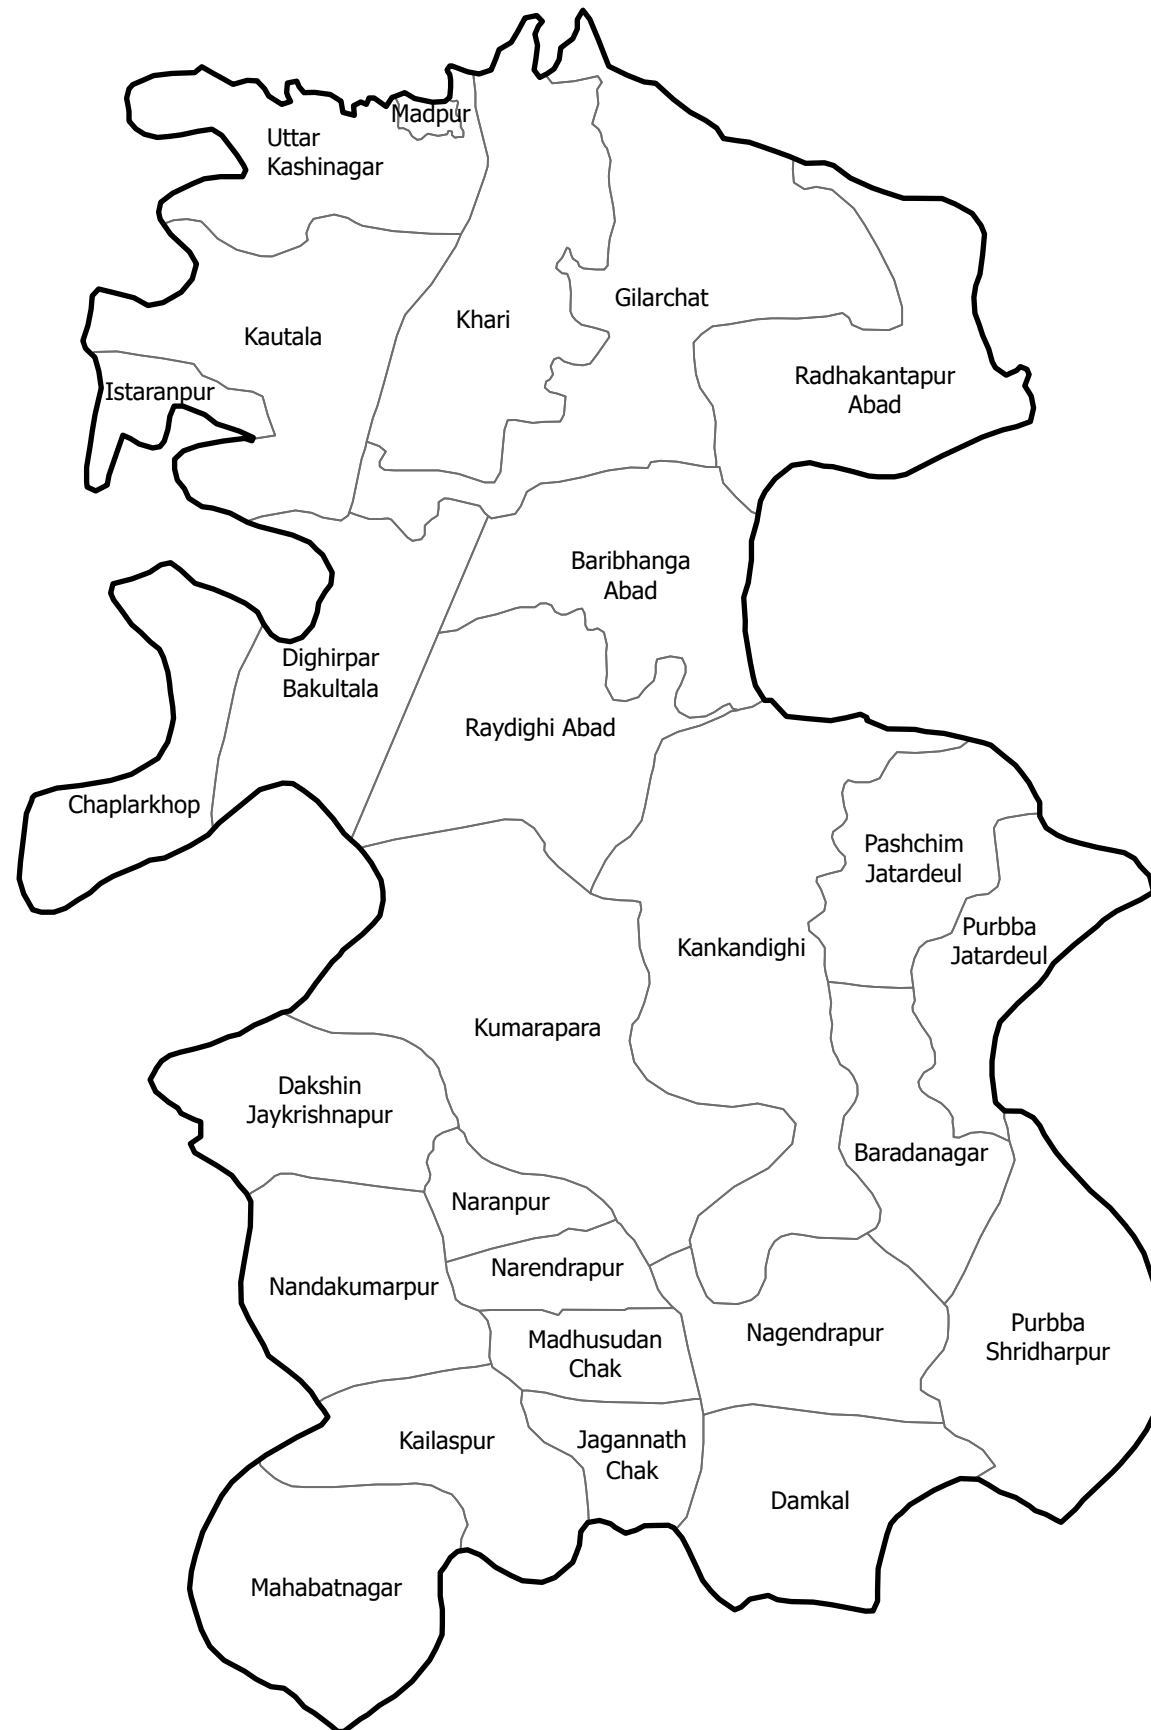 Madpur
Uttar
Kashinagar
Gilarchat
Khari
Kautala
Radhakantapur
Abad
Istaranpur
Baribhanga
Abad
Dighirpar
Bakultala
Raydighi Abad
Chaplarkhop
Pashchim
Jatardeul
Purbba
Jatardeul
Kankandighi
Kumarapara
Dakshin
Jaykrishnapur
Baradanagar
Naranpur
Narendrapur
Nandakumarpur
Purbba
Shridharpur
Nagendrapur
Madhusudan
Chak
Kailaspur
Jagannath
Chak
Damkal
Mahabatnagar